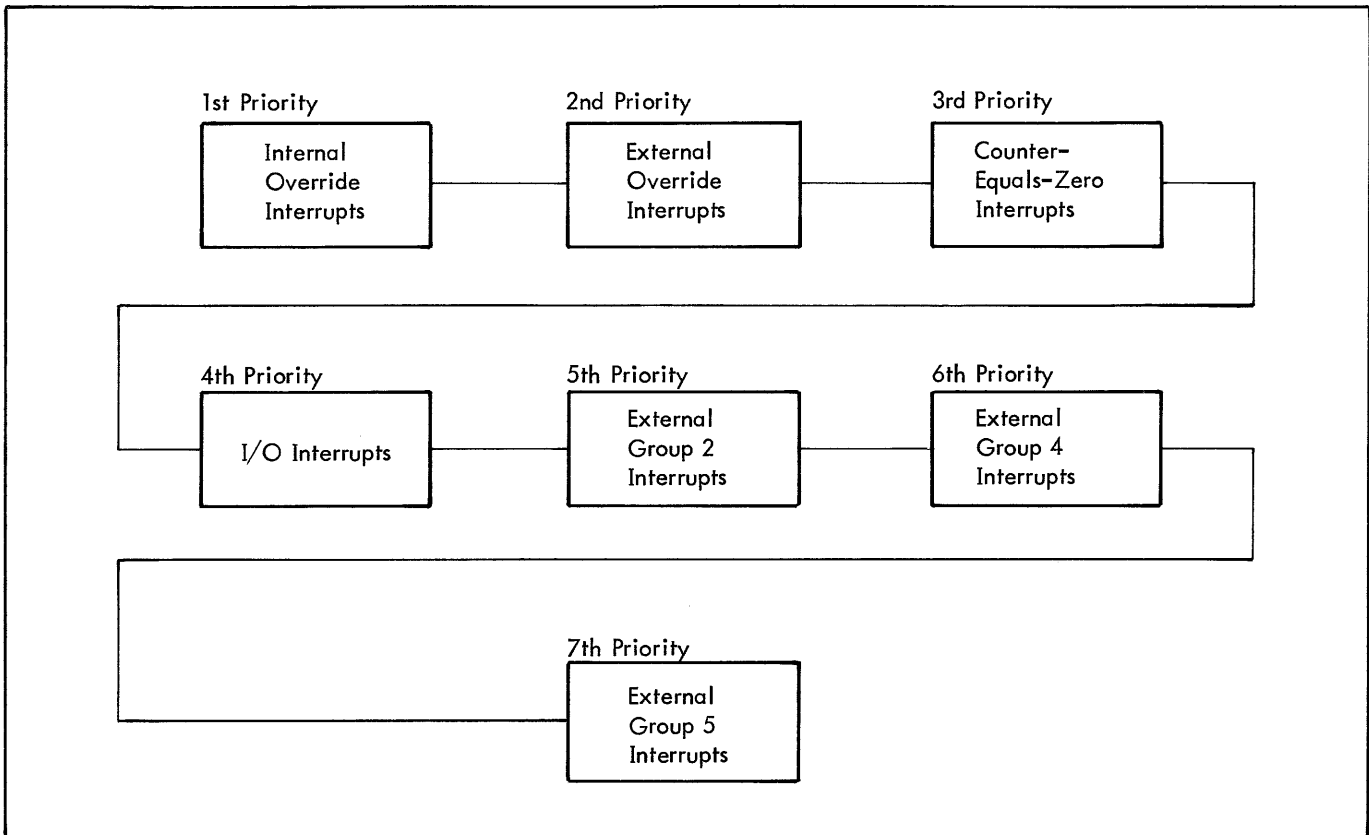 1st Priority
2nd Priority
3rd Priority
Internal
Override
Interrupts
External
Override
Interrupts
Counter-
Equals-Zero
Interrupts
4th Priority
5th Priority
6th Priority
I/O Interrupts
External
Group 2
Interrupts
External
Group 4
Interrupts
7th Priority
External
Group 5
Interrupts